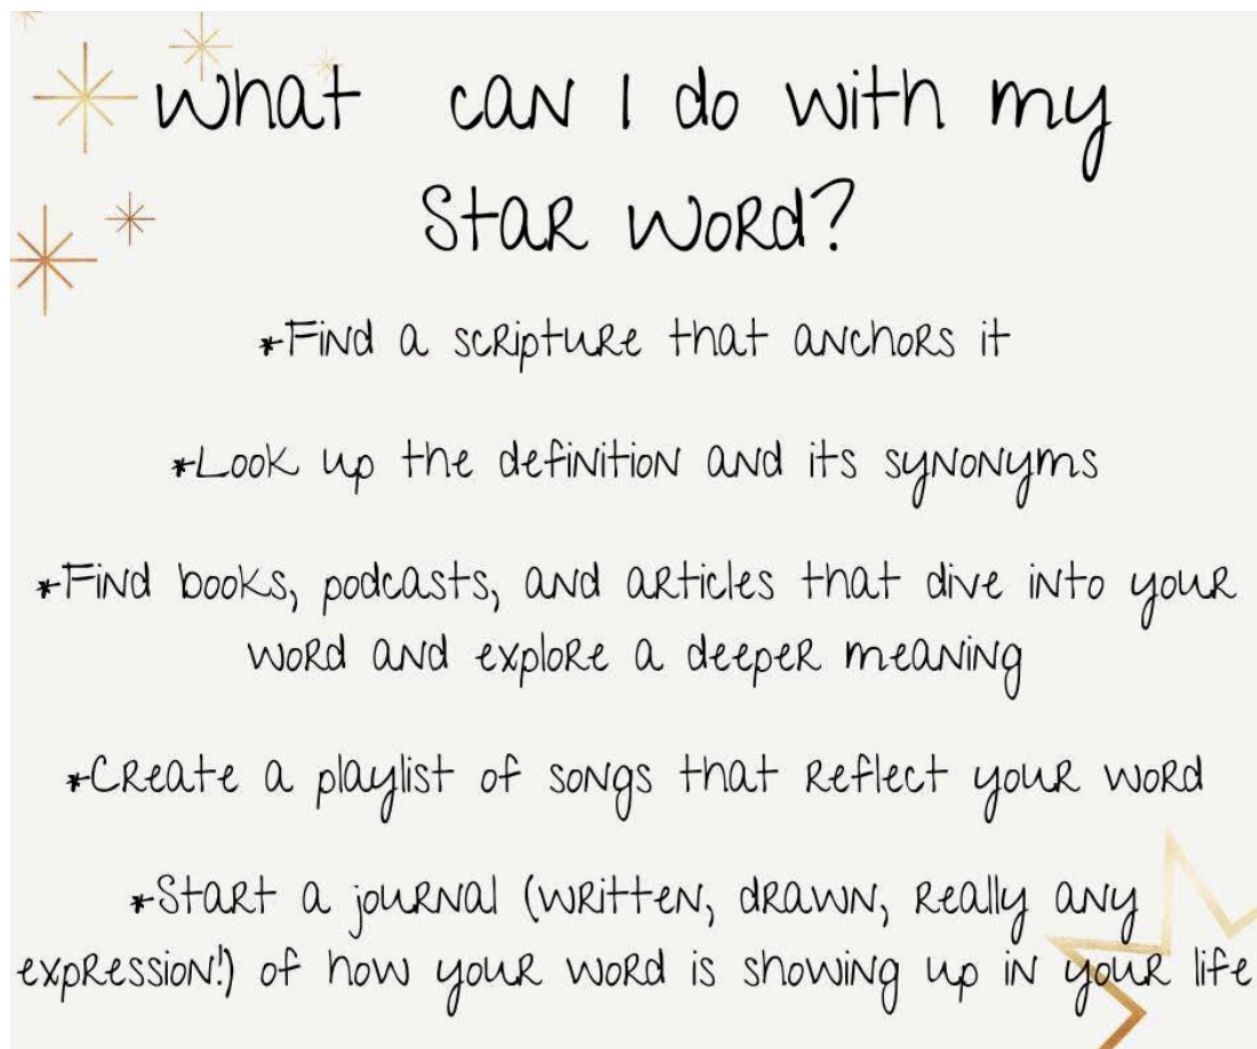 What can I do with my
Star Word?
*Find a scripture that anchors it
*Look up the definition and its synonyms
*Find books, podcasts, and articles that dive into your
word and explore a deeper meaning
*Create a playlist of songs that reflect your word
*Start a journal (written, drawn, really any
expression!) of how your word is showing up in your life